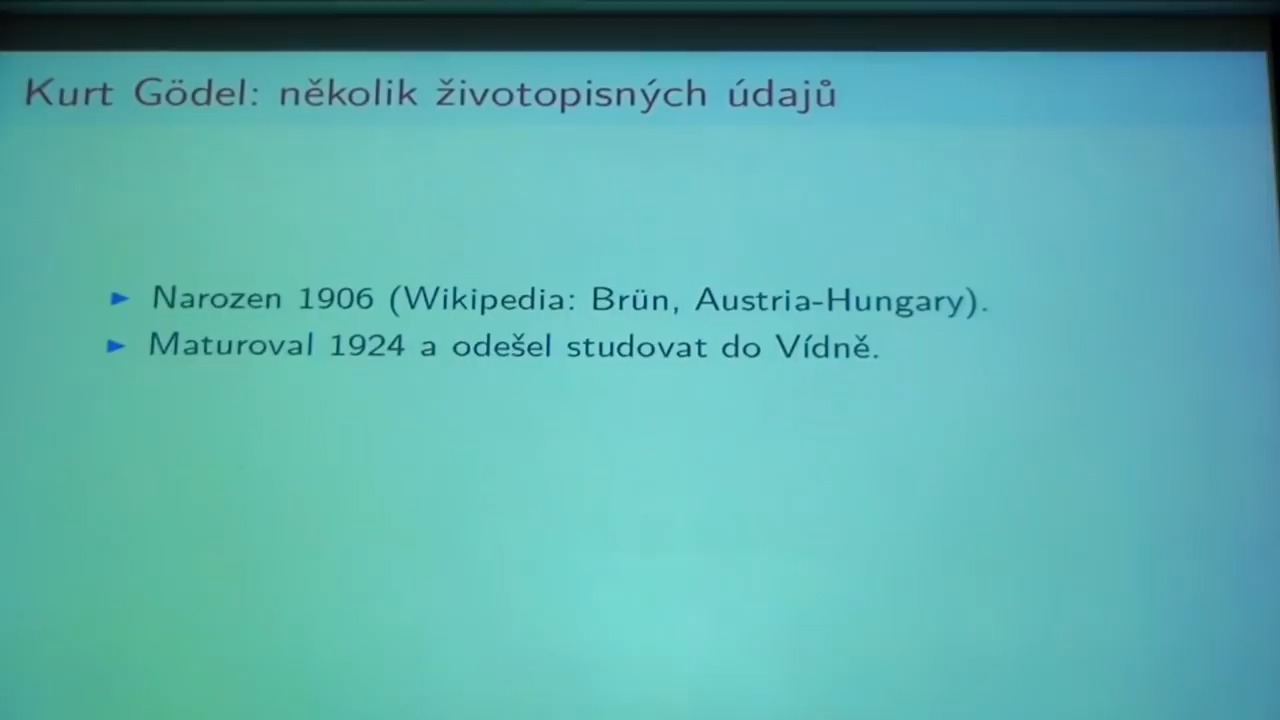 Kurt Gödel: několik životopisných údajů
► Narozen 1906 (Wikipedia: Brün, Austria-Hungary).
► Maturoval 1924 a odešel studovat do Vídně.